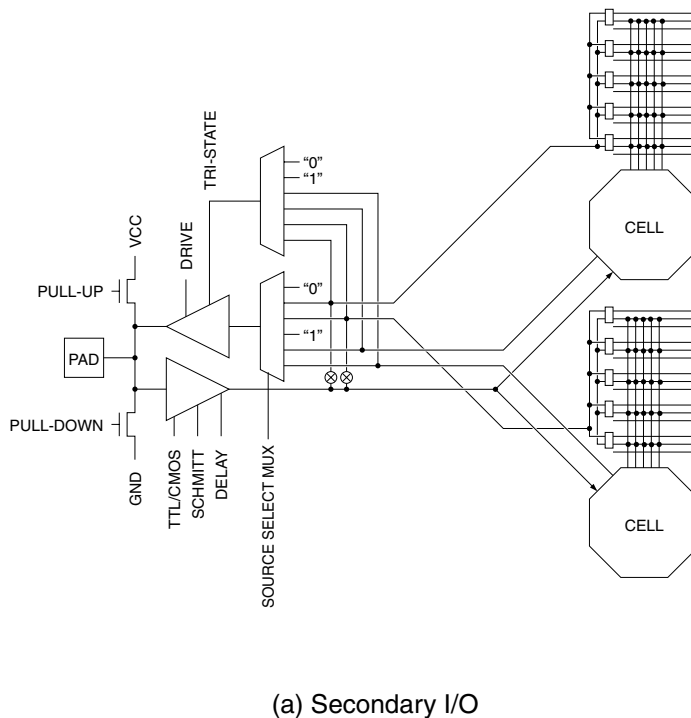 "0"
"1"
TRI-STATE
VCC
DRIVE
CELL
PULL-UP
"0"
"1"
PAD
PULL-DOWN
GND
TTL/CMOS
SCHMITT
DELAY
SOURCE SELECT MUX
CELL
(a) Secondary I/O